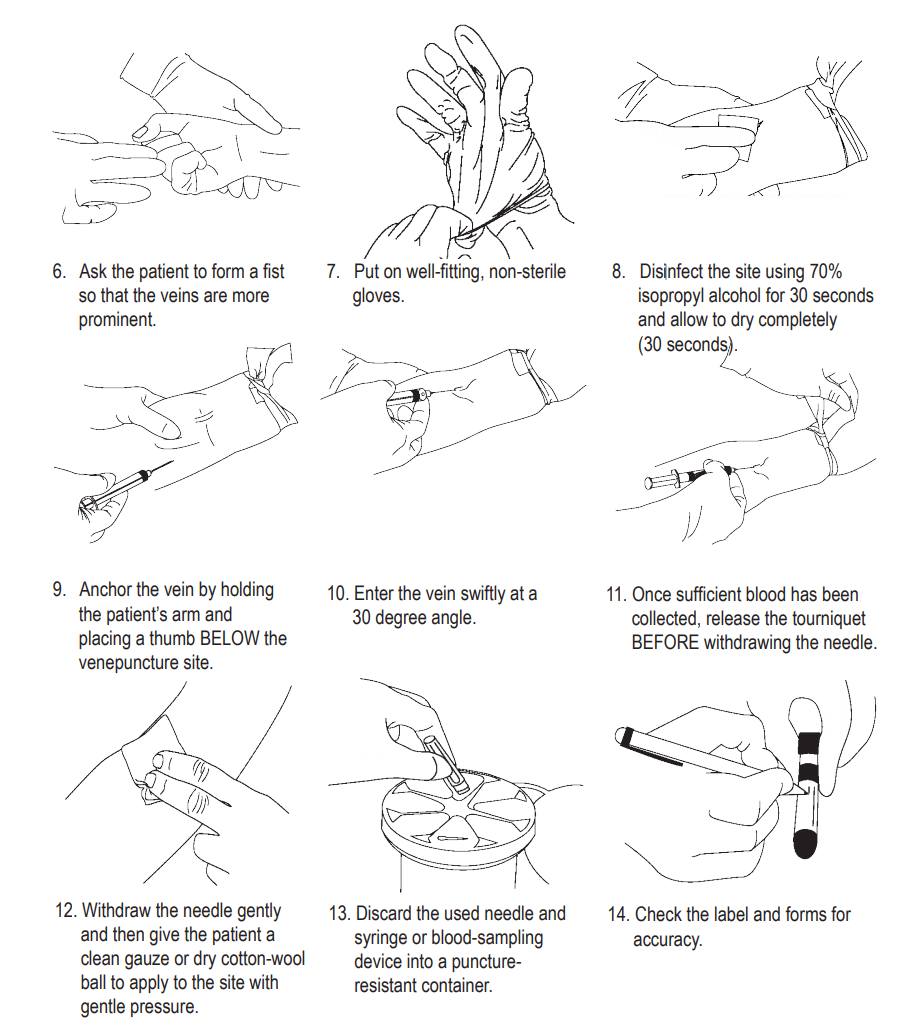 6. Ask the patient to form a fist
so that the veins are more
prominent.
7. Put on well-fitting, non-sterile
gloves.
8. Disinfect the site using 70%
isopropyl alcohol for 30 seconds
and allow to dry completely
(30 seconds).
9. Anchor the vein by holding
the patient's arm and
placing a thumb BELOW the
venepuncture site.
10. Enter the vein swiftly at a
30 degree angle.
11. Once sufficient blood has been
collected, release the tourniquet
BEFORE withdrawing the needle.
12. Withdraw the needle gently
and then give the patient a
clean gauze or dry cotton-wool
ball to apply to the site with
gentle pressure.
13. Discard the used needle and
syringe or blood-sampling
device into a puncture-
resistant container.
14. Check the label and forms for
accuracy.